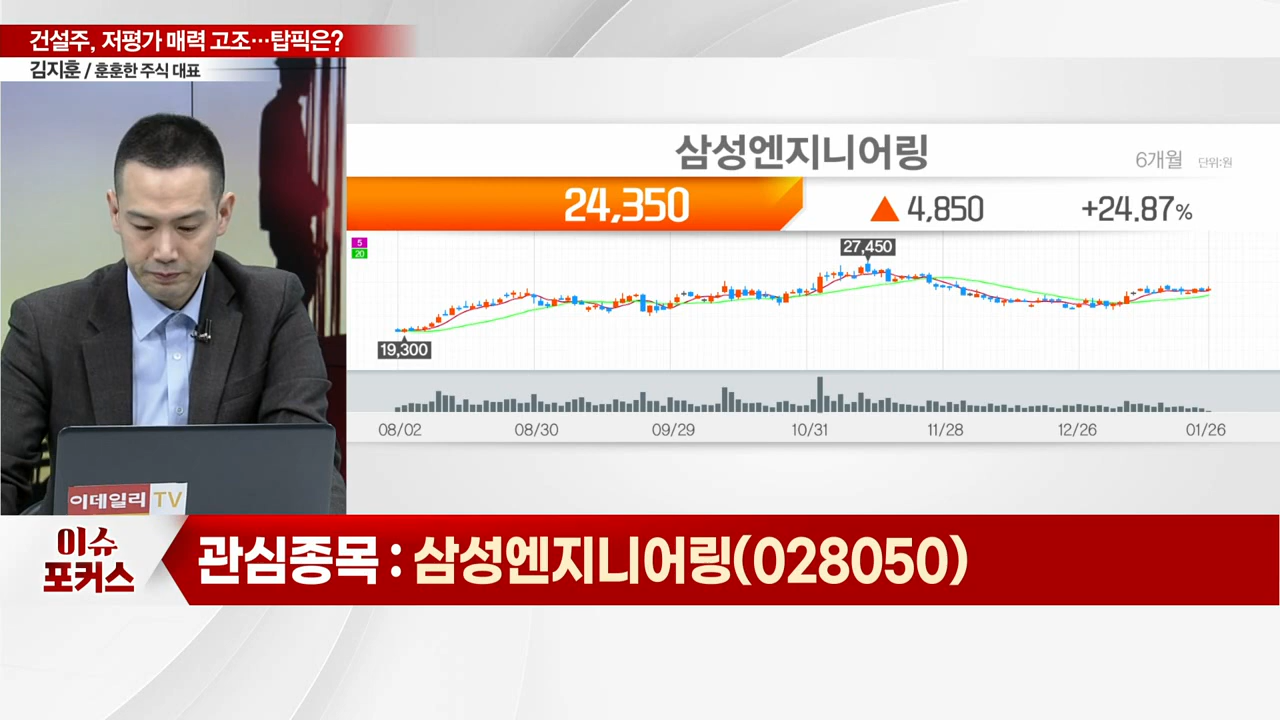 건설주, 저평가 매력 고조…탑픽은?
김지훈 / 훈훈한 주식 대표
삼성엔지니어링
6개월 단위:원
24,350 ▲ 4,850 +24.87%
5
20
27,450
19,300
08/02 08/30 09/29 10/31 11/28 12/26 01/26
이데일리 TV
이슈
포커스
관심종목 : 삼성엔지니어링(028050)